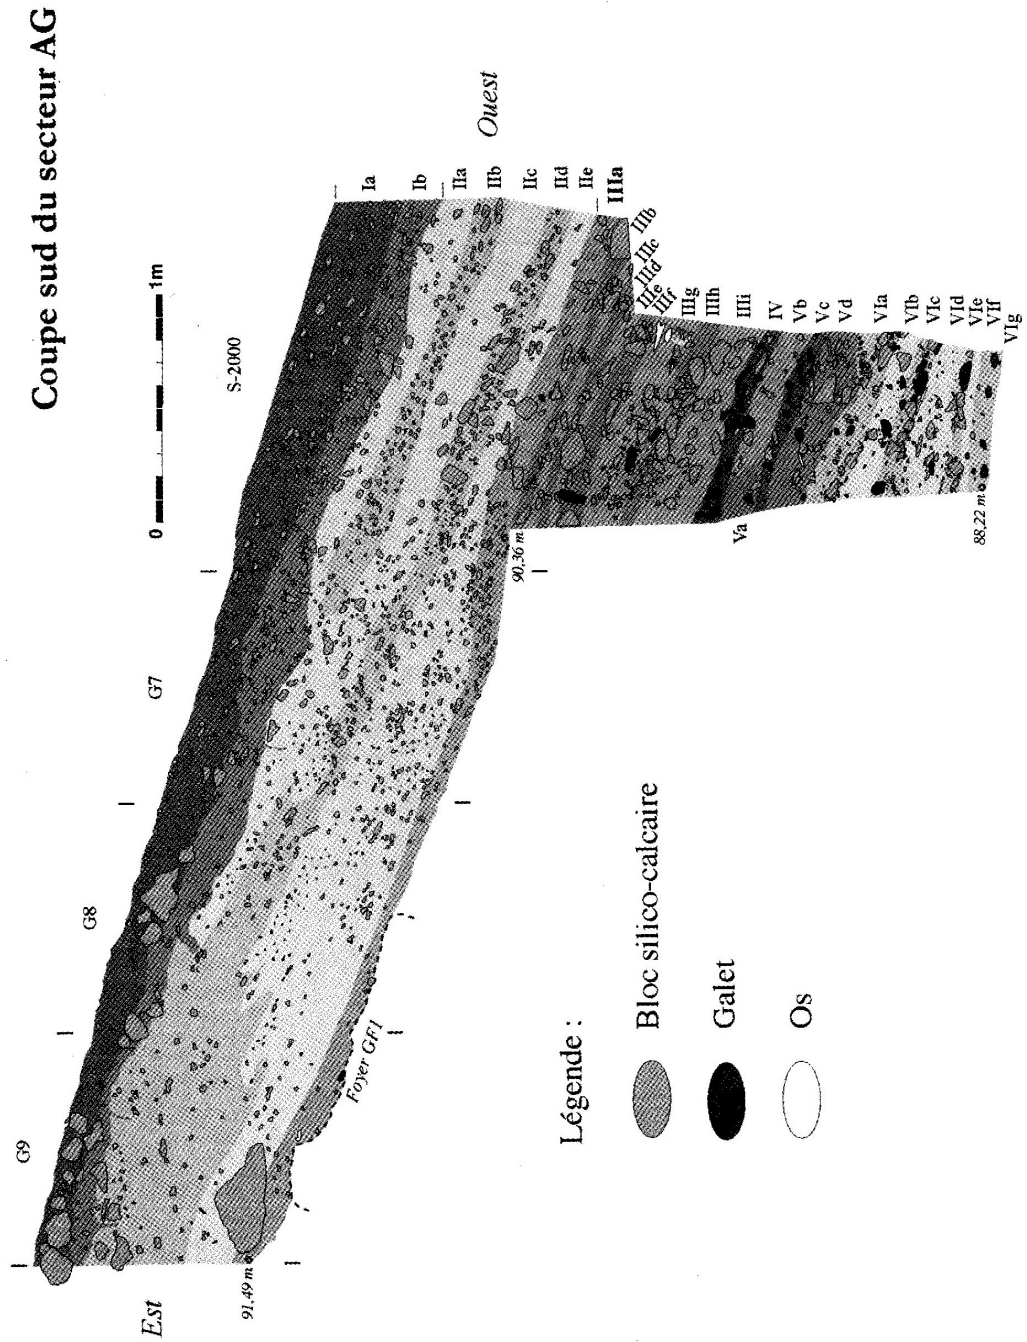 Coupe sud du secteur AG
0
1m
S-2000
Est
G9
G8
G7
Ouest
Ia
Ib
IIa
IIb
IIc
IId
IIe
IIIa
IIIb
IIIc
IIId
IIIe
IIIf
IIIg
IIIh
IIIi
IV
Va
Vb
Vc
Vd
VIa
VIb
VIc
VId
VIe
VIf
VIg
91,49 m
Foyer GF1
90,36 m
88,22 m
Légende :
Bloc silico-calcaire
Galet
Os